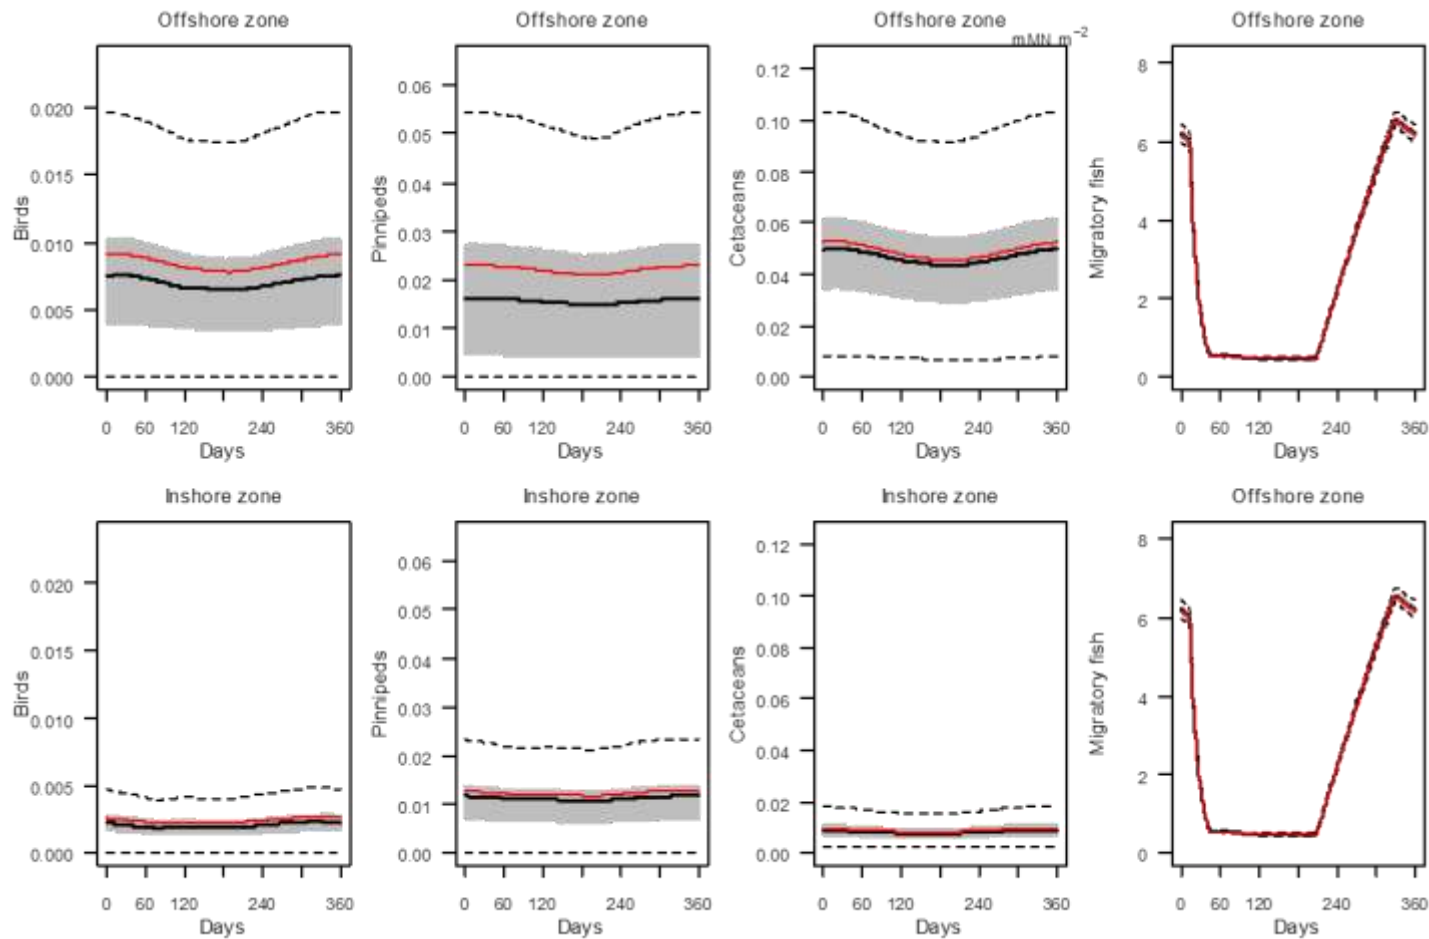 Offshore zone
Offshore zone
Offshore zone
Offshore zone
mMN m⁻²
Birds
0.020
0.015
0.010
0.005
0.000
0 60 120 240 360
Days
Pinnipeds
0.06
0.05
0.04
0.03
0.02
0.01
0.00
0 60 120 240 360
Days
Cetaceans
0.12
0.10
0.08
0.06
0.04
0.02
0.00
0 60 120 240 360
Days
Migratory fish
8
6
4
2
0
0 60 120 240 360
Days
Inshore zone
Inshore zone
Inshore zone
Offshore zone
Birds
0.020
0.015
0.010
0.005
0.000
0 60 120 240 360
Days
Pinnipeds
0.06
0.05
0.04
0.03
0.02
0.01
0.00
0 60 120 240 360
Days
Cetaceans
0.12
0.10
0.08
0.06
0.04
0.02
0.00
0 60 120 240 360
Days
Migratory fish
8
6
4
2
0
0 60 120 240 360
Days